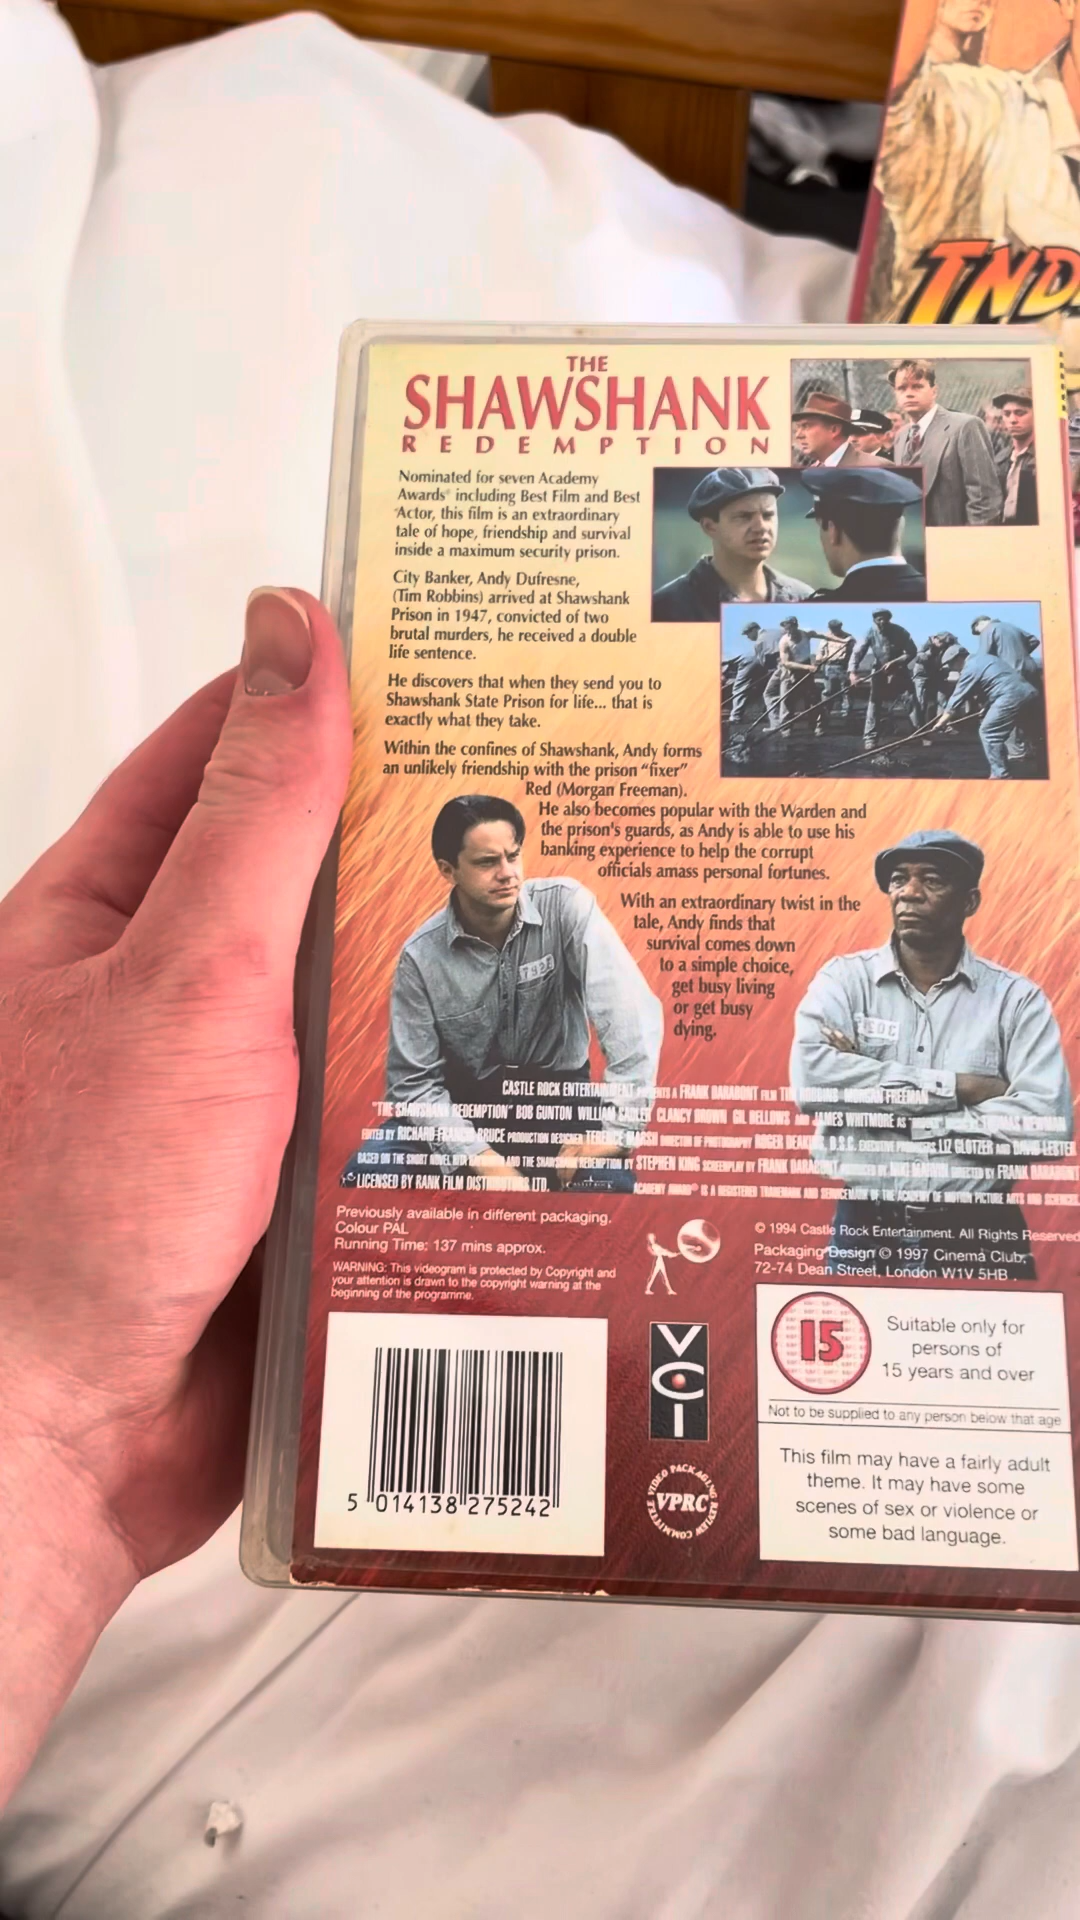 INDI
THE
SHAWSHANK
REDEMPTION
Nominated for seven Academy
Awards® including Best Film and Best
Actor, this film is an extraordinary
tale of hope, friendship and survival
inside a maximum security prison.
City Banker, Andy Dufresne,
(Tim Robbins) arrived at Shawshank
Prison in 1947, convicted of two
brutal murders, he received a double
life sentence.
He discovers that when they send you to
Shawshank State Prison for life... that is
exactly what they take.
Within the confines of Shawshank, Andy forms
an unlikely friendship with the prison "fixer"
Red (Morgan Freeman).
He also becomes popular with the Warden and
the prison's guards, as Andy is able to use his
banking experience to help the corrupt
officials amass personal fortunes.
With an extraordinary twist in the
tale, Andy finds that
survival comes down
to a simple choice,
get busy living
or get busy
dying.
CASTLE ROCK ENTERTAINMENT PRESENTS A FRANK DARABONT FILM TIM ROBBINS MORGAN FREEMAN
"THE SHAWSHANK REDEMPTION" BOB GUNTON WILLIAM SADLER CLANCY BROWN GIL BELLOWS AND JAMES WHITMORE AS THOMAS NEWMAN
EDITED BY RICHARD FRANCIS BRUCE PRODUCTION DESIGNER TERENCE MARSH DIRECTOR OF PHOTOGRAPHY ROGER DEAKINS, B.S.C. EXECUTIVE PRODUCERS LIZ GLOTZER AND DAVID LESTER
BASED ON THE SHORT NOVEL RITA HAYWORTH AND THE SHAWSHANK REDEMPTION BY STEPHEN KING SCREENPLAY BY FRANK DARABONT PRODUCED BY NIKI MARVIN DIRECTED BY FRANK DARABONT
LICENSED BY RANK FILM DISTRIBUTORS LTD. ACADEMY AWARD® IS A REGISTERED TRADEMARK AND SERVICEMARK OF THE ACADEMY OF MOTION PICTURE ARTS AND SCIENCES
Previously available in different packaging.
Colour PAL
Running Time: 137 mins approx.
WARNING: This videogram is protected by Copyright and
your attention is drawn to the copyright warning at the
beginning of the programme.
© 1994 Castle Rock Entertainment. All Rights Reserved
Packaging Design © 1997 Cinema Club,
72-74 Dean Street, London W1V 5HB .
5 014138 275242
VCI
VIDEO PACKAGING REVIEW COMMITTEE
VPRC
15
Suitable only for
persons of
15 years and over
Not to be supplied to any person below that age
This film may have a fairly adult
theme. It may have some
scenes of sex or violence or
some bad language.